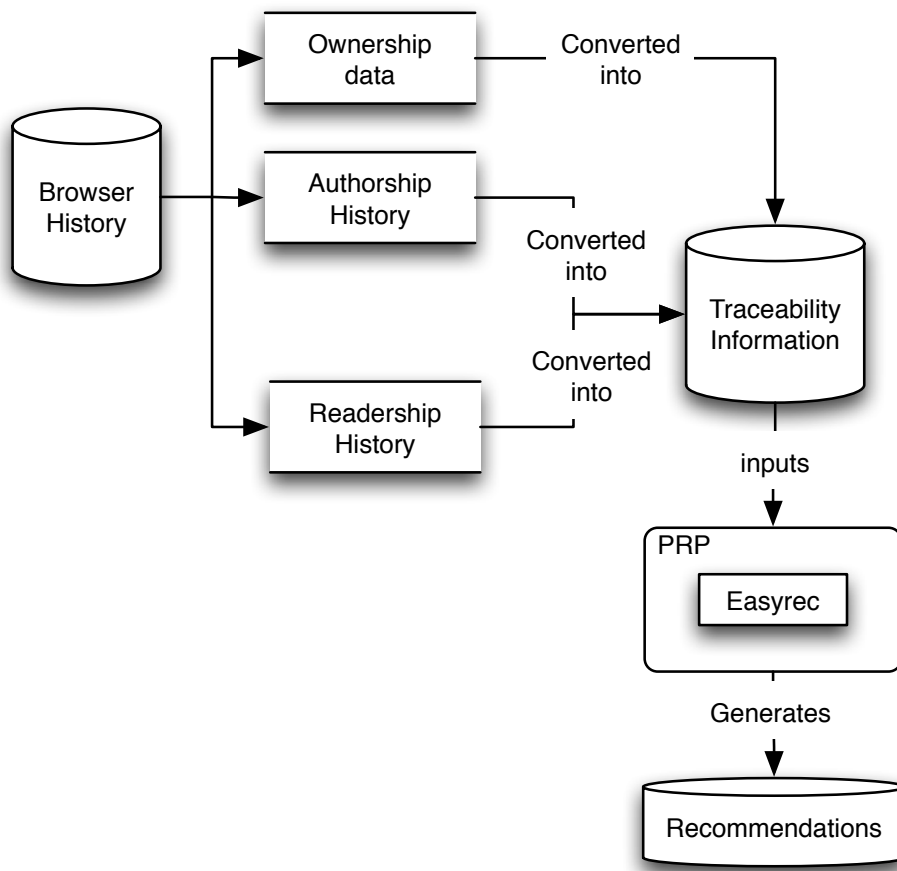 Ownership
data
Converted
into
Browser
History
Authorship
History
Converted
into
Traceability
Information
Converted
into
Readership
History
inputs
PRP
Easyrec
Generates
Recommendations